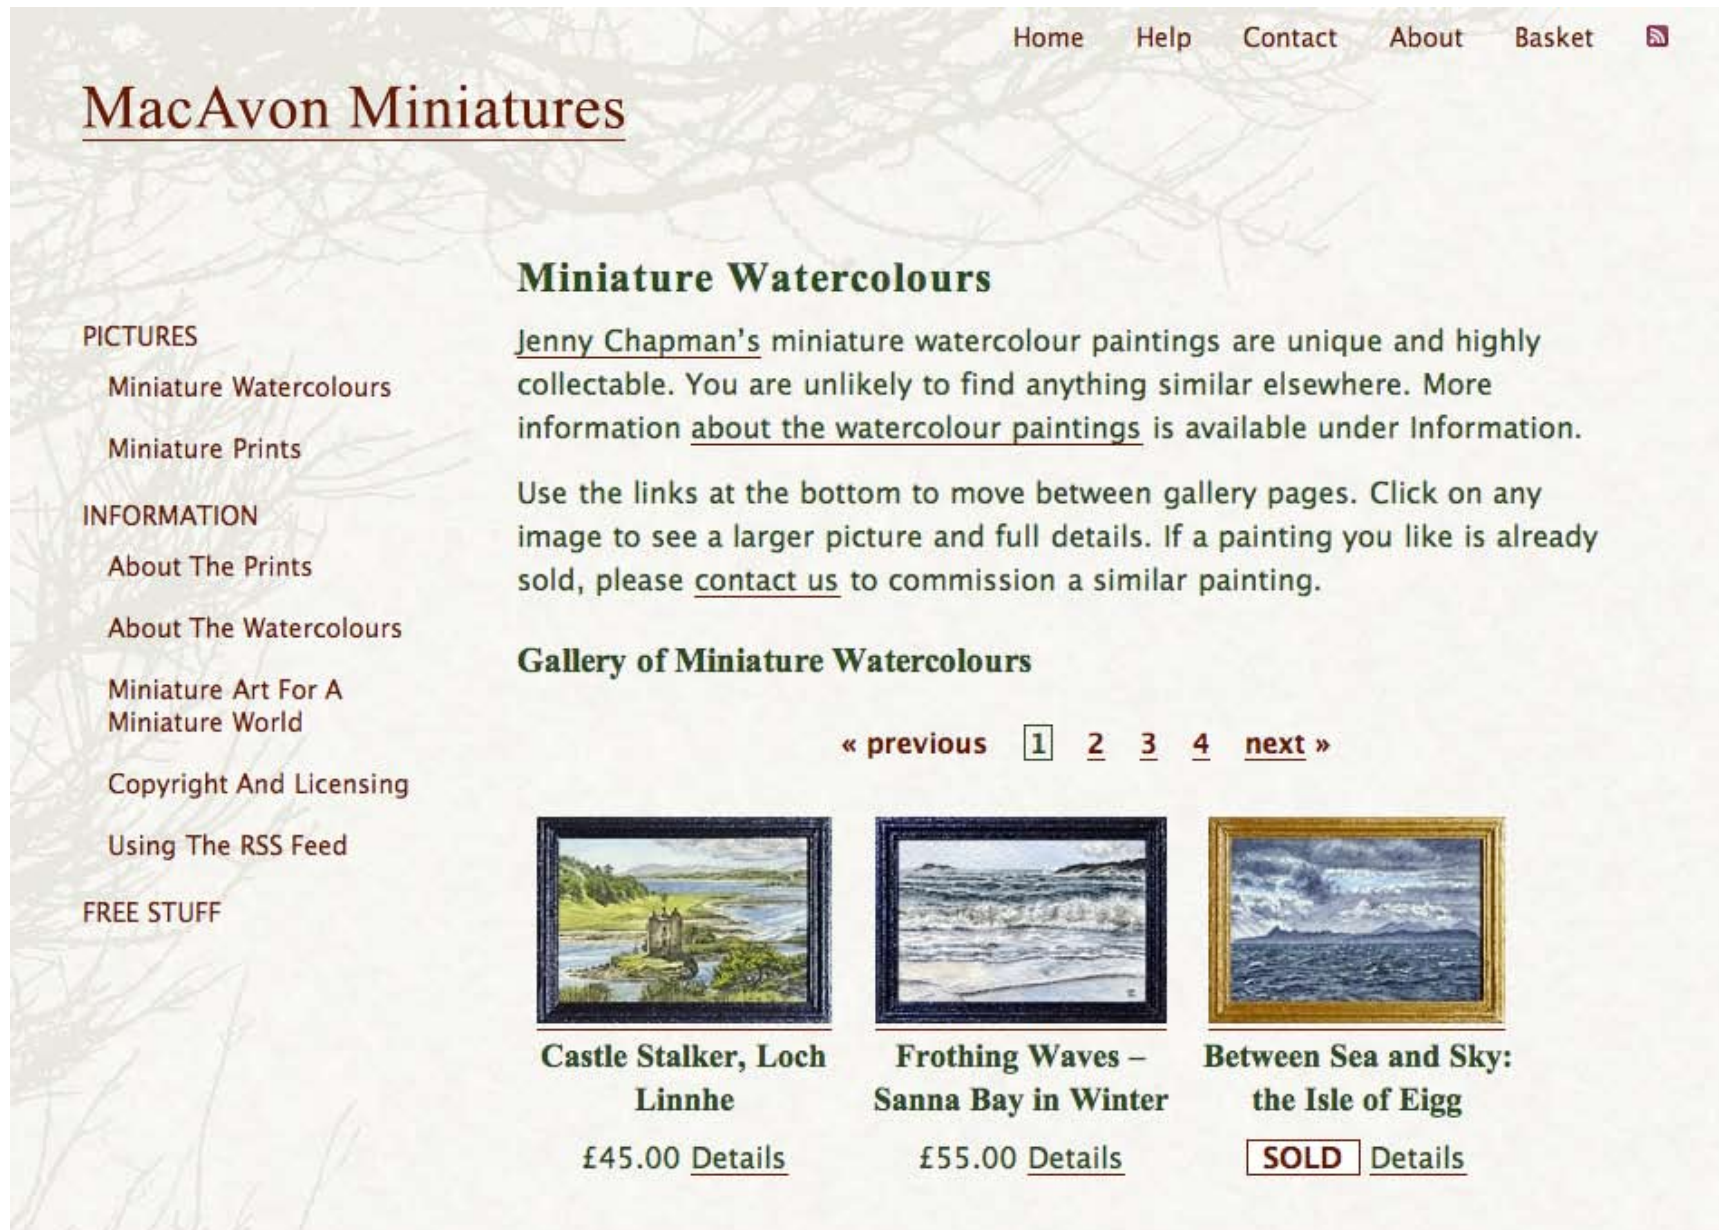 Home Help Contact About Basket
MacAvon Miniatures
PICTURES
Miniature Watercolours
Miniature Prints
INFORMATION
About The Prints
About The Watercolours
Miniature Art For A
Miniature World
Copyright And Licensing
Using The RSS Feed
FREE STUFF
Miniature Watercolours
Jenny Chapman’s miniature watercolour paintings are unique and highly
collectable. You are unlikely to find anything similar elsewhere. More
information about the watercolour paintings is available under Information.
Use the links at the bottom to move between gallery pages. Click on any
image to see a larger picture and full details. If a painting you like is already
sold, please contact us to commission a similar painting.
Gallery of Miniature Watercolours
« previous 1 2 3 4 next »
Castle Stalker, Loch
Linnhe
£45.00 Details
Frothing Waves –
Sanna Bay in Winter
£55.00 Details
Between Sea and Sky:
the Isle of Eigg
SOLD Details